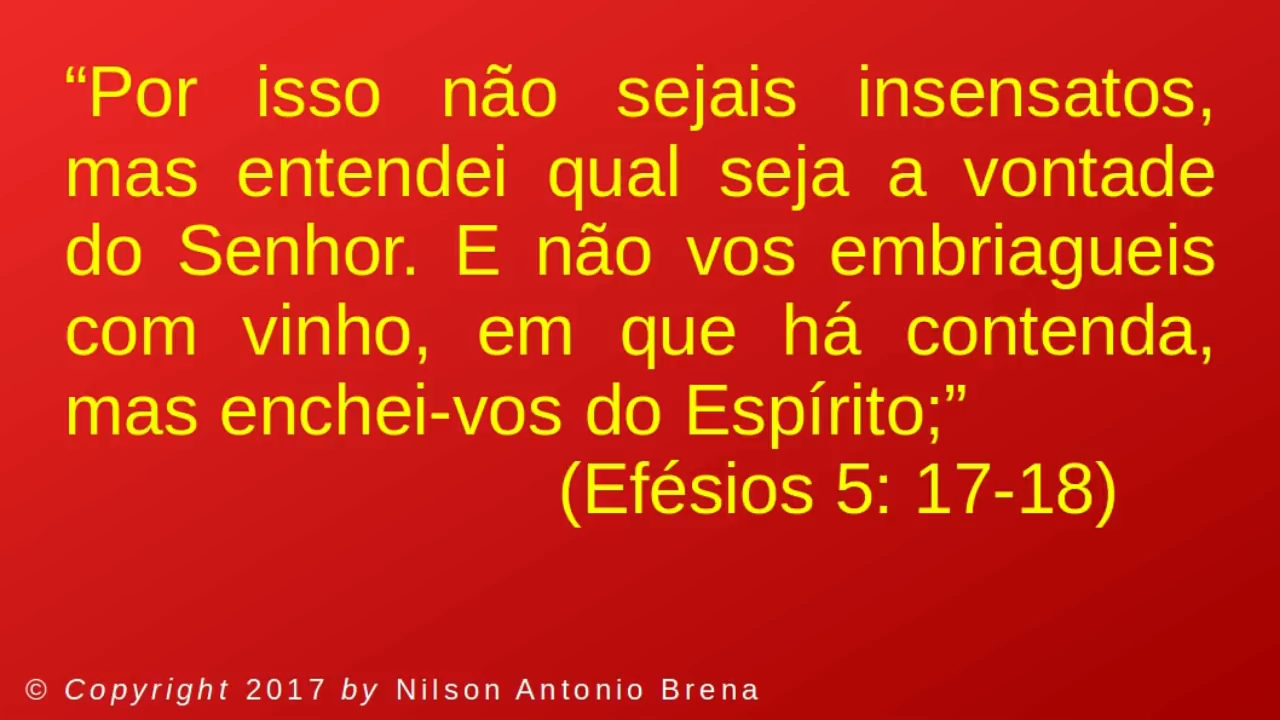 “Por isso não sejais insensatos,
mas entendei qual seja a vontade
do Senhor. E não vos embriagueis
com vinho, em que há contenda,
mas enchei-vos do Espírito;”
(Efésios 5: 17-18)
© Copyright 2017 by Nilson Antonio Brena